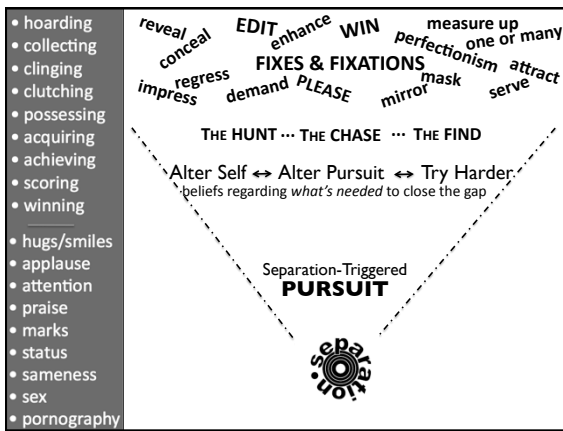 • hoarding
• collecting
• clinging
• clutching
• possessing
• acquiring
• achieving
• scoring
• winning
• hugs/smiles
• applause
• attention
• praise
• marks
• status
• sameness
• sex
• pornography
reveal
conceal
EDIT
enhance
WIN
measure up
perfectionism
one or many
attract
FIXES & FIXATIONS
impress
regress
demand
PLEASE
mirror
mask
serve
THE HUNT ... THE CHASE ... THE FIND
Alter Self ↔ Alter Pursuit ↔ Try Harder
beliefs regarding what's needed to close the gap
Separation-Triggered
PURSUIT
separation•